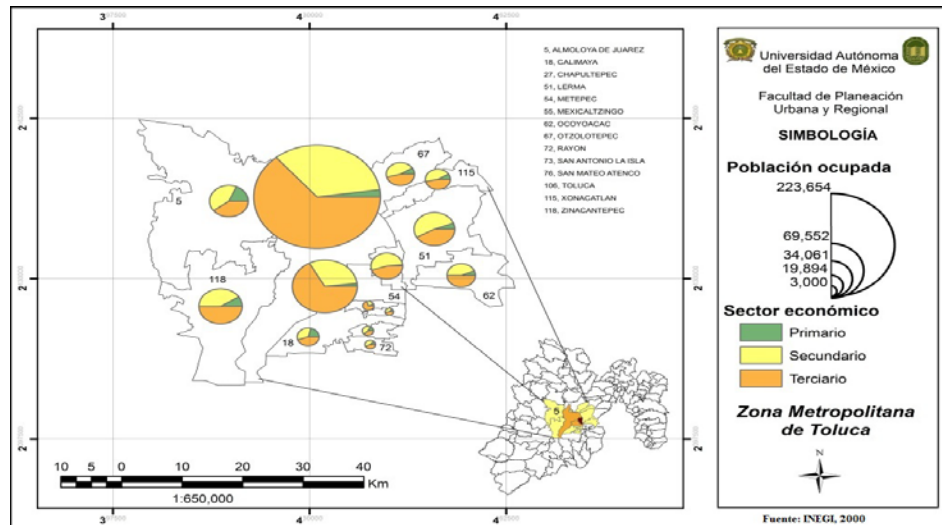 5, ALMOLOYA DE JUAREZ
18, CALIMAYA
27, CHAPULTEPEC
51, LERMA
54, METEPEC
55, MEXICALTZINGO
62, OCOYOACAC
67, OTZOLOTEPEC
72, RAYON
73, SAN ANTONIO LA ISLA
76, SAN MATEO ATENCO
106, TOLUCA
115, XONACATLAN
118, ZINACANTEPEC
67
115
5
51
118
62
54
18
72
5
10 5 0 10 20 30 40
Km
1:650,000
Universidad Autónoma
del Estado de México
Facultad de Planeación
Urbana y Regional
SIMBOLOGÍA
Población ocupada
223,654
69,552
34,061
19,894
3,000
Sector económico
Primario
Secundario
Terciario
Zona Metropolitana
de Toluca
N
Fuente: INEGI, 2000